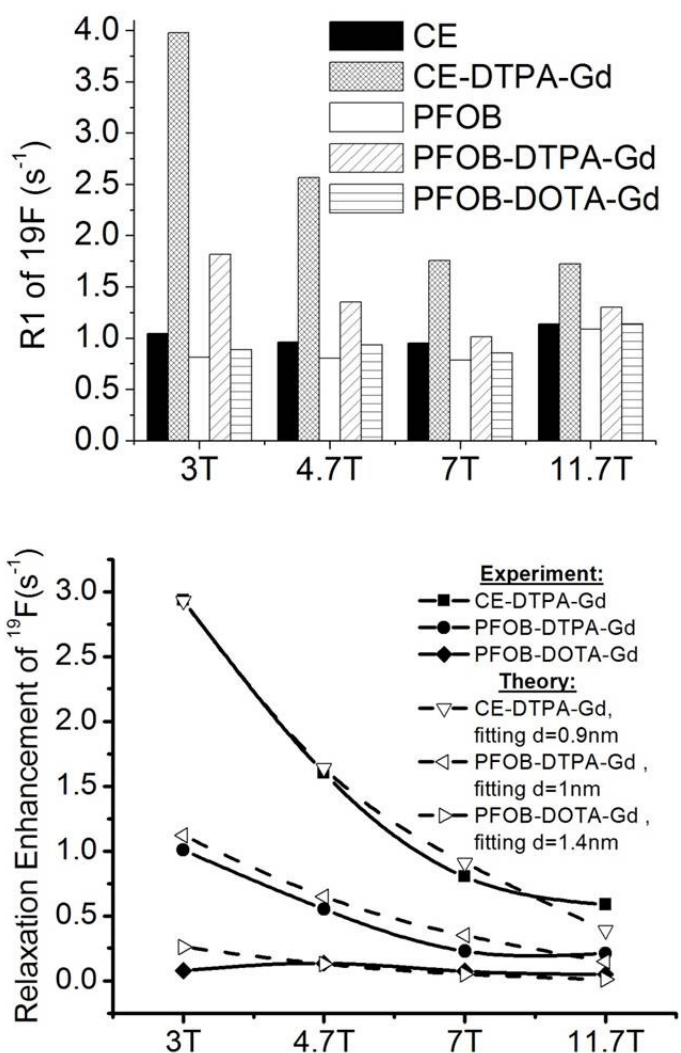 4.0
3.5
3.0
2.5
2.0
1.5
1.0
0.5
0.0
R1 of 19F (s⁻¹)
CE
CE-DTPA-Gd
PFOB
PFOB-DTPA-Gd
PFOB-DOTA-Gd
3T 4.7T 7T 11.7T
Relaxation Enhancement of ¹⁹F(s⁻¹)
3.0
2.5
2.0
1.5
1.0
0.5
0.0
Experiment:
CE-DTPA-Gd
PFOB-DTPA-Gd
PFOB-DOTA-Gd
Theory:
CE-DTPA-Gd,
fitting d=0.9nm
PFOB-DTPA-Gd ,
fitting d=1nm
PFOB-DOTA-Gd ,
fitting d=1.4nm
3T 4.7T 7T 11.7T